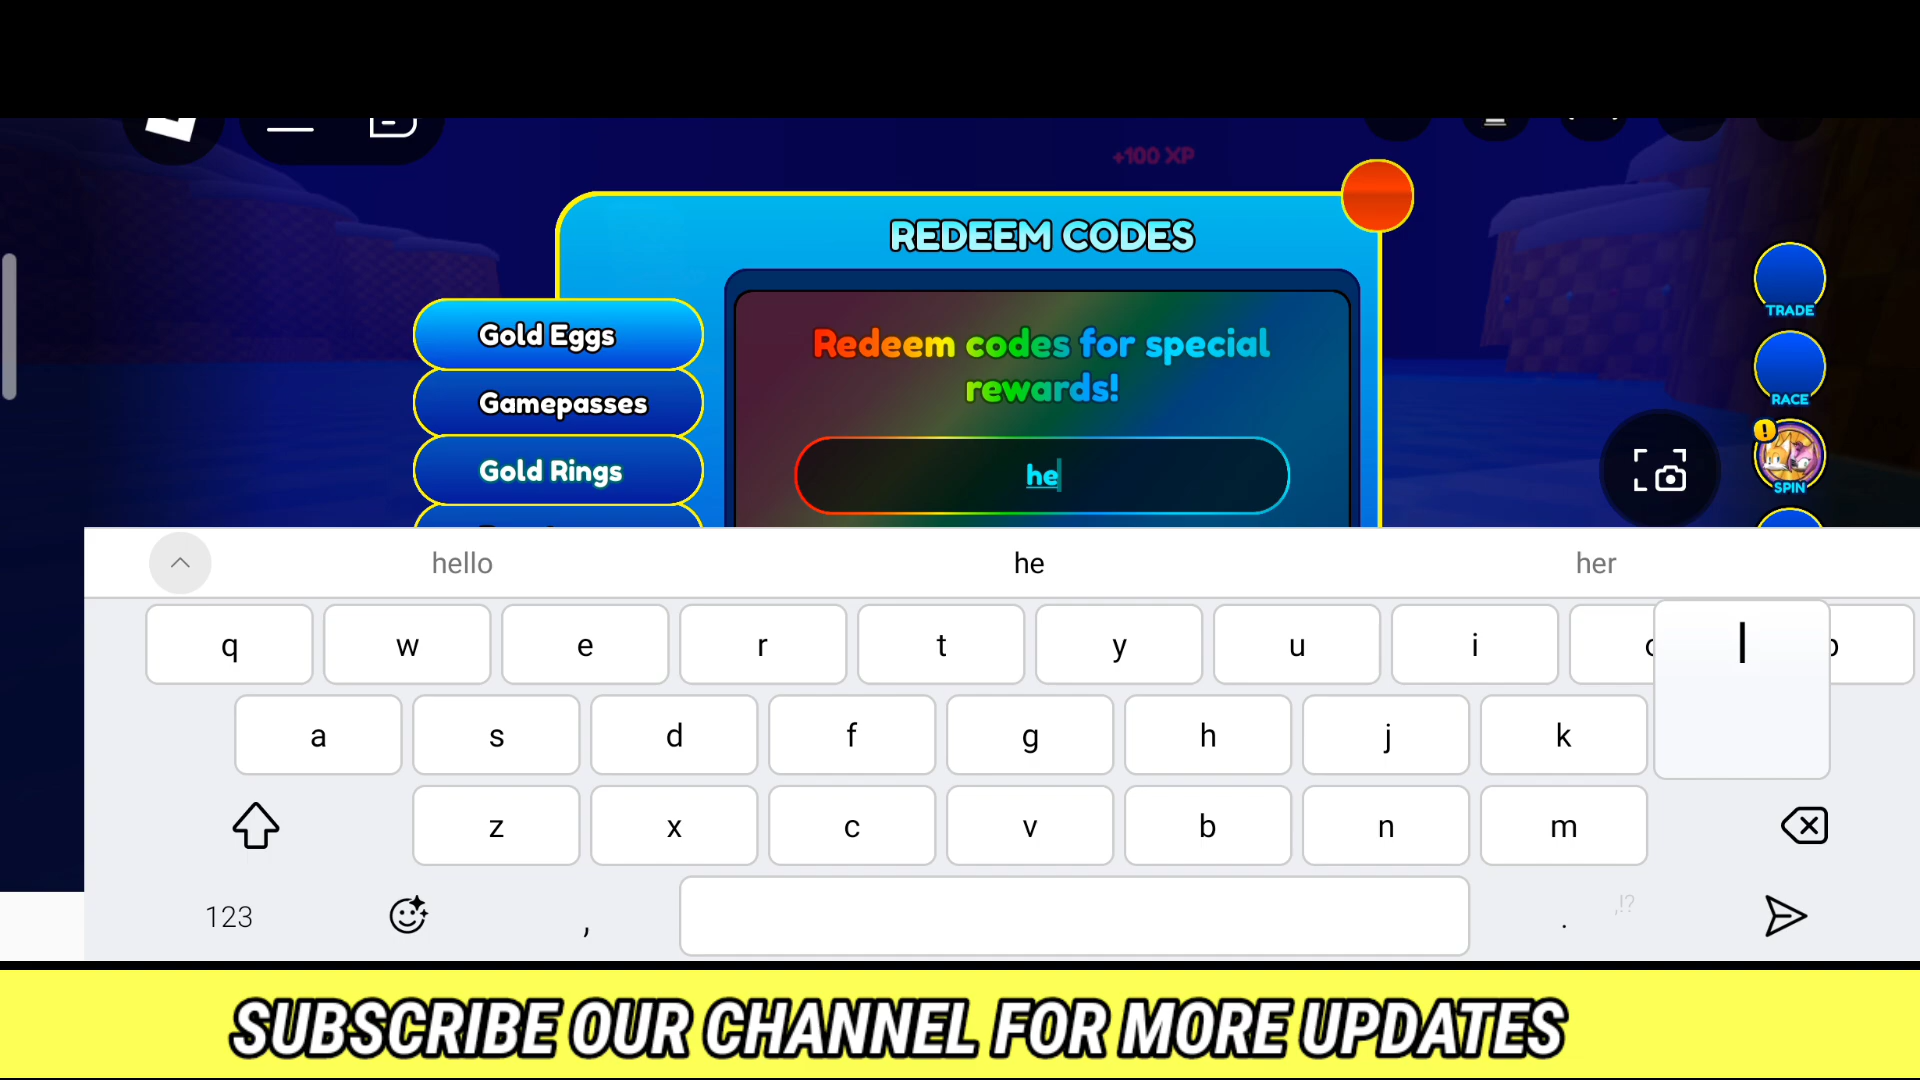 +100 XP
REDEEM CODES
Gold Eggs
Gamepasses
Gold Rings
Redeem codes for special
rewards!
he
TRADE
RACE
!
SPIN
hello he her
q w e r t y u i l
a s d f g h j k
z x c v b n m
123 , . ,!?
SUBSCRIBE OUR CHANNEL FOR MORE UPDATES